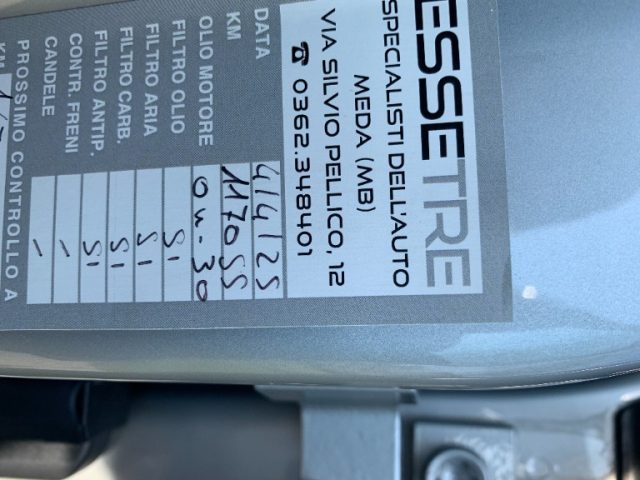 ESSETRE
SPECIALISTI DELL'AUTO
MEDA (MB)
VIA SILVIO PELLICO, 12
☎ 0362.348401
DATA 4/4/25
KM 117055
OLIO MOTORE 0W-30
FILTRO OLIO SI
FILTRO ARIA SI
FILTRO CARB. SI
FILTRO ANTIP. SI
CONTR. FRENI -
CANDELE -
PROSSIMO CONTROLLO A
KM